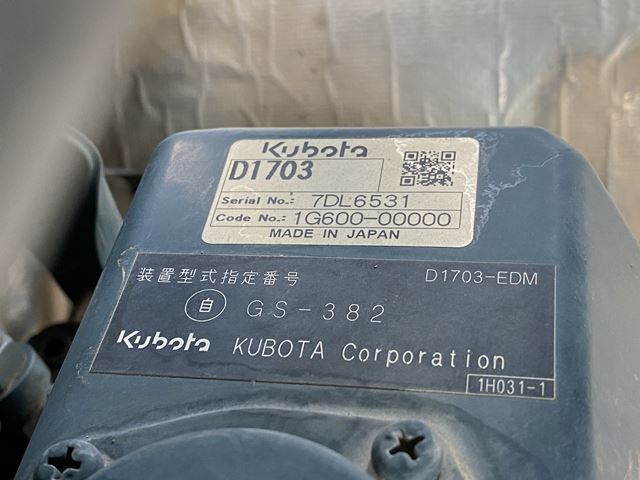 Kubota
D1703
Serial No.: 7DL6531
Code No.: 1G600-00000
MADE IN JAPAN
装置型式指定番号 D1703-EDM
自 GS-382
Kubota KUBOTA Corporation
1H031-1